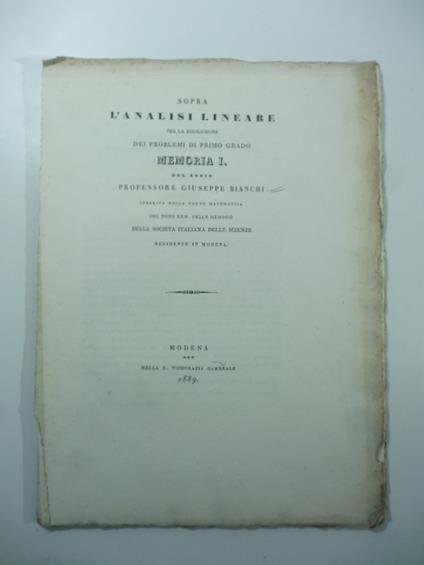 SOPRA
L'ANALISI LINEARE
PER LA RISOLUZIONE
DEI PROBLEMI DI PRIMO GRADO
MEMORIA I.
DEL SOCIO
PROFESSORE GIUSEPPE BIANCHI
INSERITA NELLA PARTE MATEMATICA
DEL TOMO XXII. DELLE MEMORIE
DELLA SOCIETÀ ITALIANA DELLE SCIENZE
RESIDENTE IN MODENA.
MODENA
NELLA R. TIPOGRAFIA CAMERALE
1839.